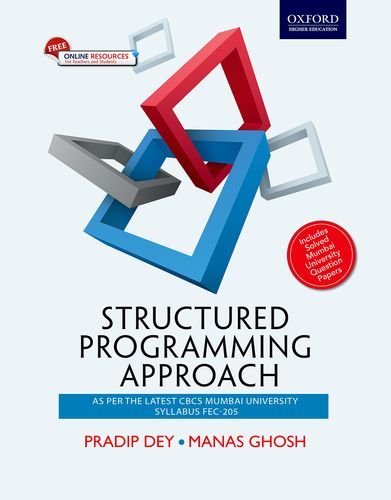 OXFORD
HIGHER EDUCATION
FREE
ONLINE RESOURCES
For Teachers and Students
Includes
Solved
Mumbai
University
Question
Papers
STRUCTURED
PROGRAMMING
APPROACH
AS PER THE LATEST CBCS MUMBAI UNIVERSITY
SYLLABUS FEC-205
PRADIP DEY • MANAS GHOSH